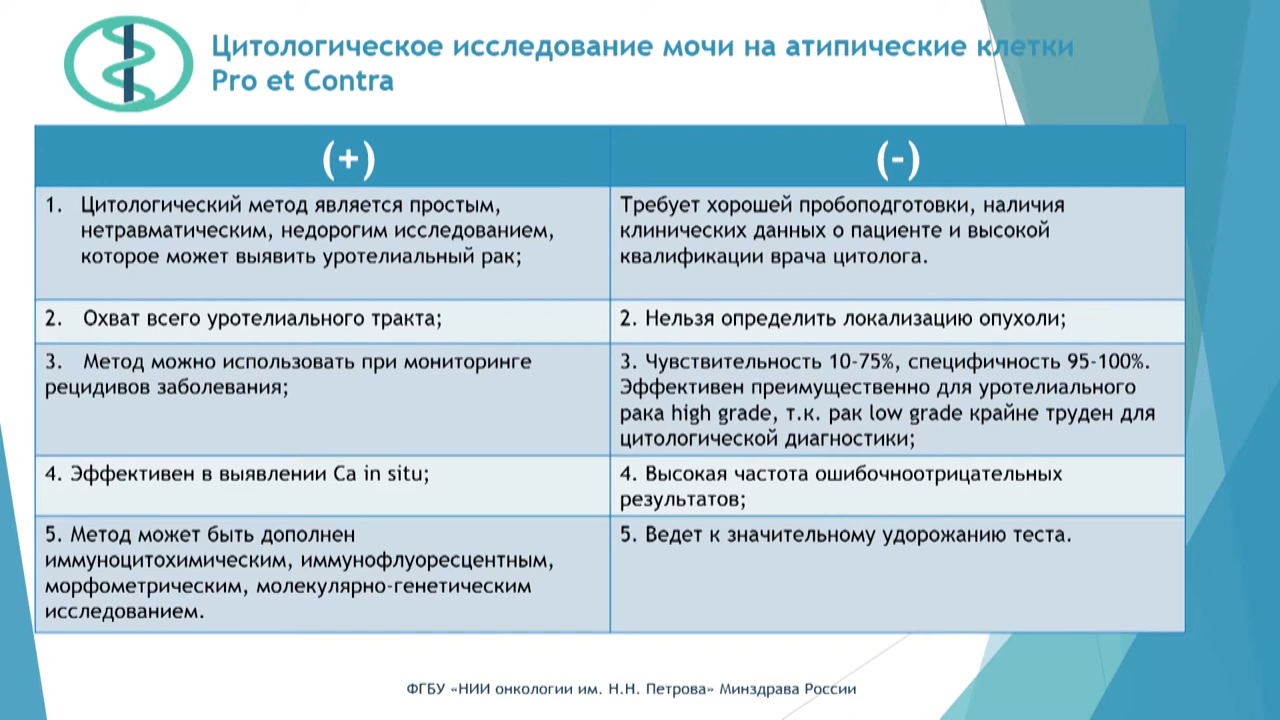 Цитологическое исследование мочи на атипические клетки
Pro et Contra
(+)
(-)
1. Цитологический метод является простым,
нетравматическим, недорогим исследованием,
которое может выявить уротелиальный рак;
Требует хорошей пробоподготовки, наличия
клинических данных о пациенте и высокой
квалификации врача цитолога.
2. Охват всего уротелиального тракта;
2. Нельзя определить локализацию опухоли;
3. Метод можно использовать при мониторинге
рецидивов заболевания;
3. Чувствительность 10-75%, специфичность 95-100%.
Эффективен преимущественно для уротелиального
рака high grade, т.к. рак low grade крайне труден для
цитологической диагностики;
4. Эффективен в выявлении Ca in situ;
4. Высокая частота ошибочноотрицательных
результатов;
5. Метод может быть дополнен
иммуноцитохимическим, иммунофлуоресцентным,
морфометрическим, молекулярно-генетическим
исследованием.
5. Ведет к значительному удорожанию теста.
ФГБУ «НИИ онкологии им. Н.Н. Петрова» Минздрава России